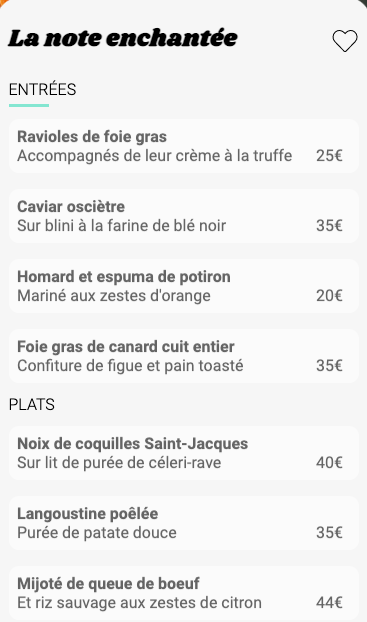 La note enchantée
ENTRÉES
Ravioles de foie gras
Accompagnés de leur crème à la truffe 25€
Caviar osciètre
Sur blini à la farine de blé noir 35€
Homard et espuma de potiron
Mariné aux zestes d'orange 20€
Foie gras de canard cuit entier
Confiture de figue et pain toasté 35€
PLATS
Noix de coquilles Saint-Jacques
Sur lit de purée de céleri-rave 40€
Langoustine poêlée
Purée de patate douce 35€
Mijoté de queue de boeuf
Et riz sauvage aux zestes de citron 44€